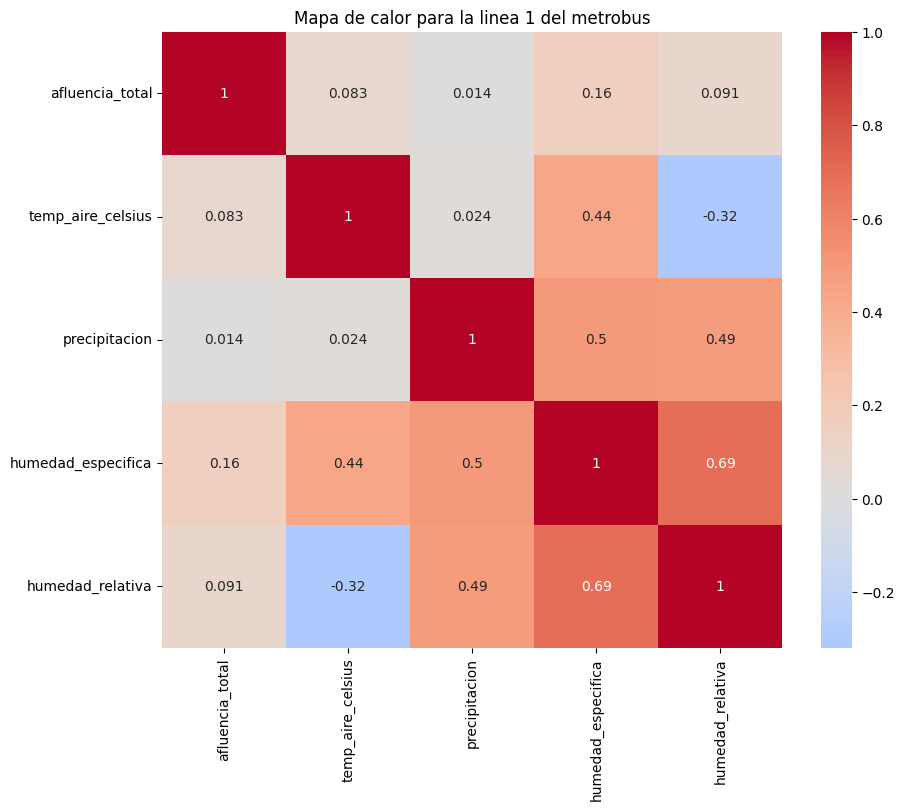 Mapa de calor para la linea 1 del metrobus
afluencia_total 1 0.083 0.014 0.16 0.091
temp_aire_celsius 0.083 1 0.024 0.44 -0.32
precipitacion 0.014 0.024 1 0.5 0.49
humedad_especifica 0.16 0.44 0.5 1 0.69
humedad_relativa 0.091 -0.32 0.49 0.69 1
afluencia_total
temp_aire_celsius
precipitacion
humedad_especifica
humedad_relativa
1.0
0.8
0.6
0.4
0.2
0.0
−0.2